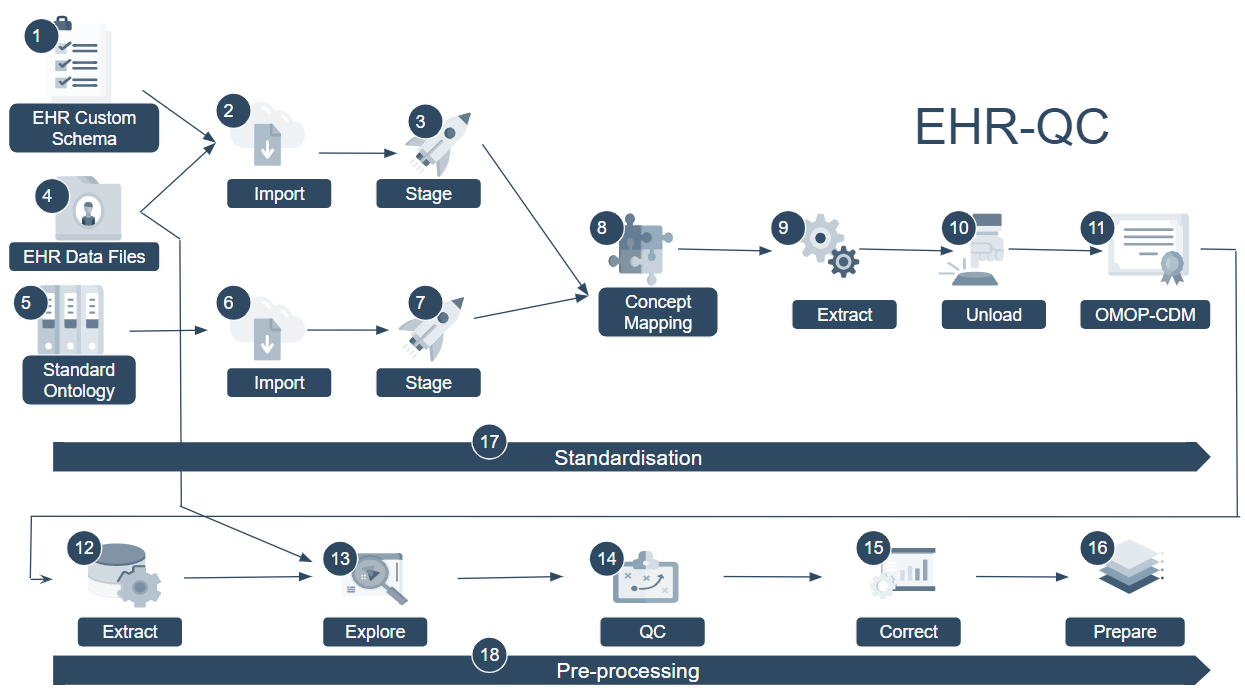 EHR-QC
1
EHR Custom
Schema
2
Import
3
Stage
4
EHR Data Files
5
Standard
Ontology
6
Import
7
Stage
8
Concept
Mapping
9
Extract
10
Unload
11
OMOP-CDM
17
Standardisation
12
Extract
13
Explore
14
QC
15
Correct
16
Prepare
18
Pre-processing